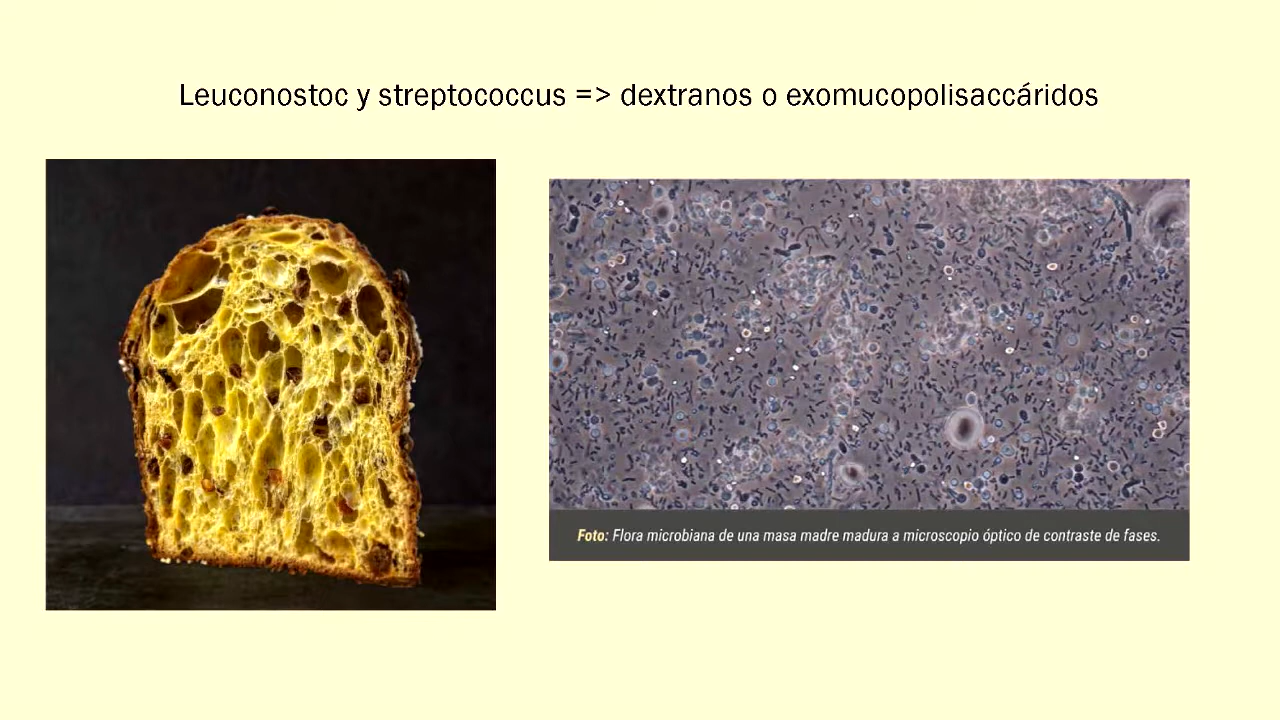 Leuconostoc y streptococcus => dextranos o exomucopolisaccáridos
Foto: Flora microbiana de una masa madre madura a microscopio óptico de contraste de fases.